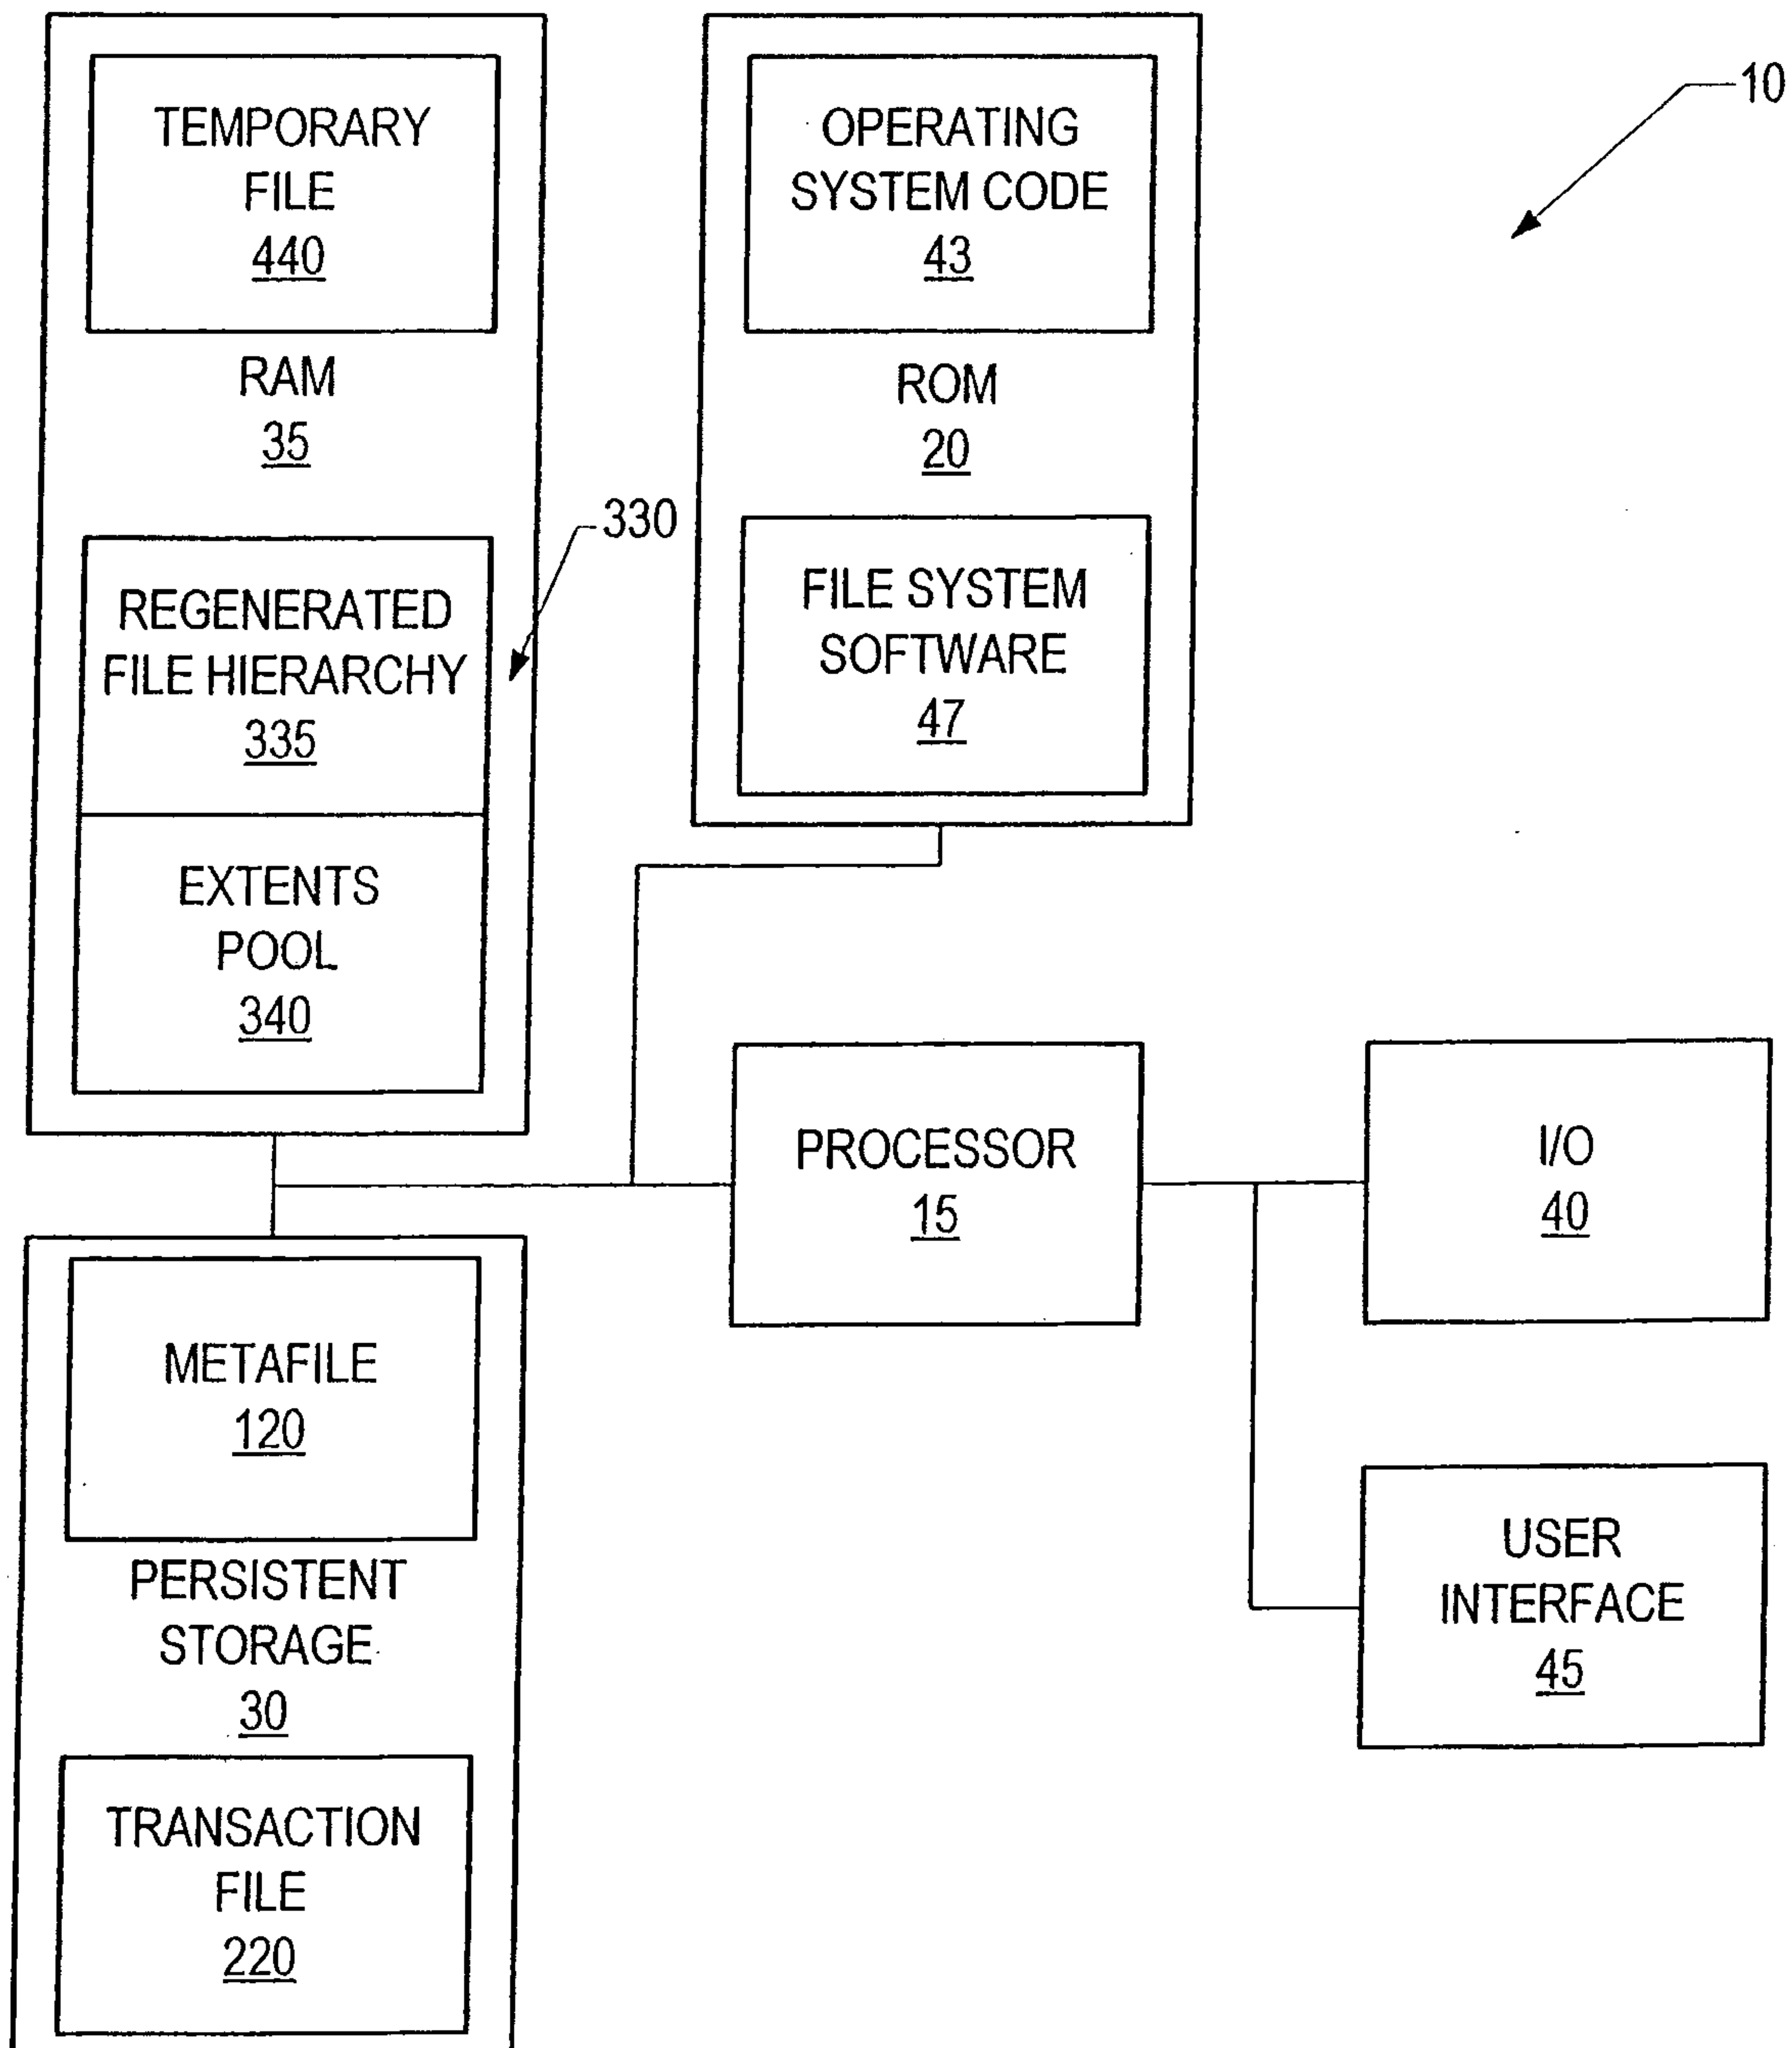 TEMPORARY
FILE
440
RAM
35
330
REGENERATED
FILE HIERARCHY
335
EXTENTS
POOL
340
OPERATING
SYSTEM CODE
43
ROM
20
FILE SYSTEM
SOFTWARE
47
10
PROCESSOR
15
I/O
40
USER
INTERFACE
45
METAFILE
120
PERSISTENT
STORAGE
30
TRANSACTION
FILE
220